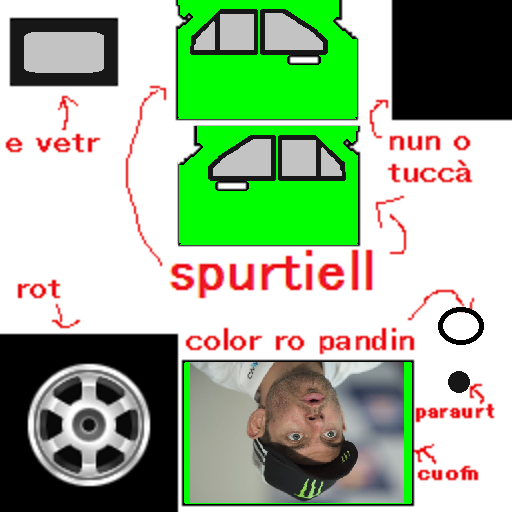 e vetr
nun o
tuccà
spurtiell
rot
color ro pandin
paraurt
cuofn